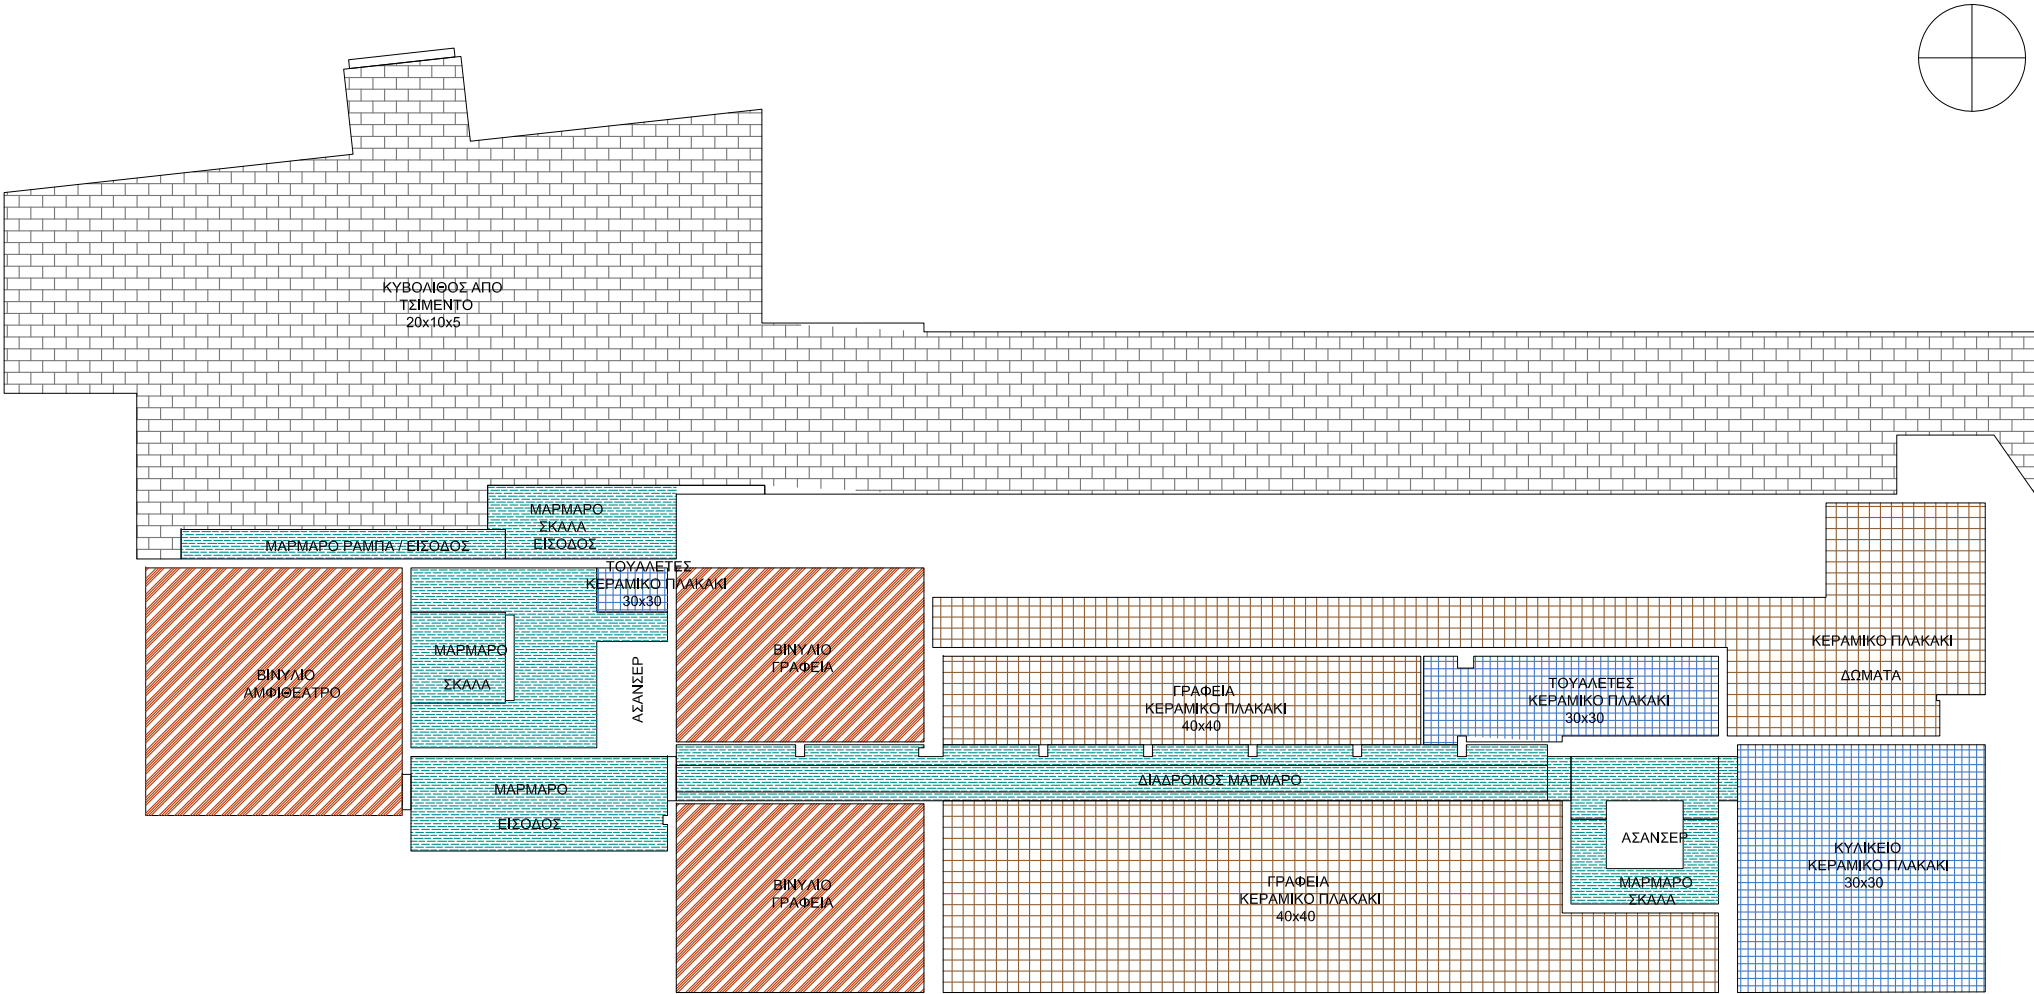 ΚΥΒΟΛΙΘΟΣ ΑΠΟ
ΤΣΙΜΕΝΤΟ
20x10x5
ΜΑΡΜΑΡΟ
ΣΚΑΛΑ
ΕΙΣΟΔΟΣ
ΜΑΡΜΑΡΟ ΡΑΜΠΑ / ΕΙΣΟΔΟΣ
ΤΟΥΑΛΕΤΕΣ
ΚΕΡΑΜΙΚΟ ΠΛΑΚΑΚΙ
30x30
ΒΙΝΥΛΙΟ
ΑΜΦΙΘΕΑΤΡΟ
ΜΑΡΜΑΡΟ
ΣΚΑΛΑ
ΑΣΑΝΣΕΡ
ΒΙΝΥΛΙΟ
ΓΡΑΦΕΙΑ
ΚΕΡΑΜΙΚΟ ΠΛΑΚΑΚΙ
ΔΩΜΑΤΑ
ΓΡΑΦΕΙΑ
ΚΕΡΑΜΙΚΟ ΠΛΑΚΑΚΙ
40x40
ΤΟΥΑΛΕΤΕΣ
ΚΕΡΑΜΙΚΟ ΠΛΑΚΑΚΙ
30x30
ΔΙΑΔΡΟΜΟΣ ΜΑΡΜΑΡΟ
ΜΑΡΜΑΡΟ
ΕΙΣΟΔΟΣ
ΒΙΝΥΛΙΟ
ΓΡΑΦΕΙΑ
ΓΡΑΦΕΙΑ
ΚΕΡΑΜΙΚΟ ΠΛΑΚΑΚΙ
40x40
ΑΣΑΝΣΕΡ
ΜΑΡΜΑΡΟ
ΣΚΑΛΑ
ΚΥΛΙΚΕΙΟ
ΚΕΡΑΜΙΚΟ ΠΛΑΚΑΚΙ
30x30